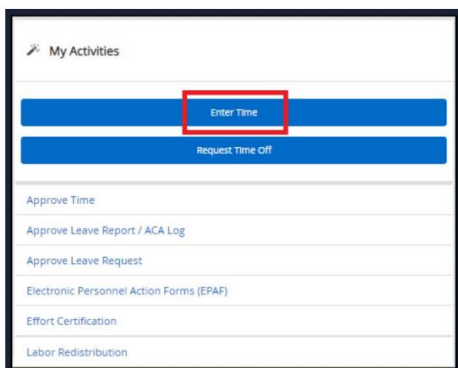 My Activities
Enter Time
Request Time Off
Approve Time
Approve Leave Report / ACA Log
Approve Leave Request
Electronic Personnel Action Forms (EPAF)
Effort Certification
Labor Redistribution